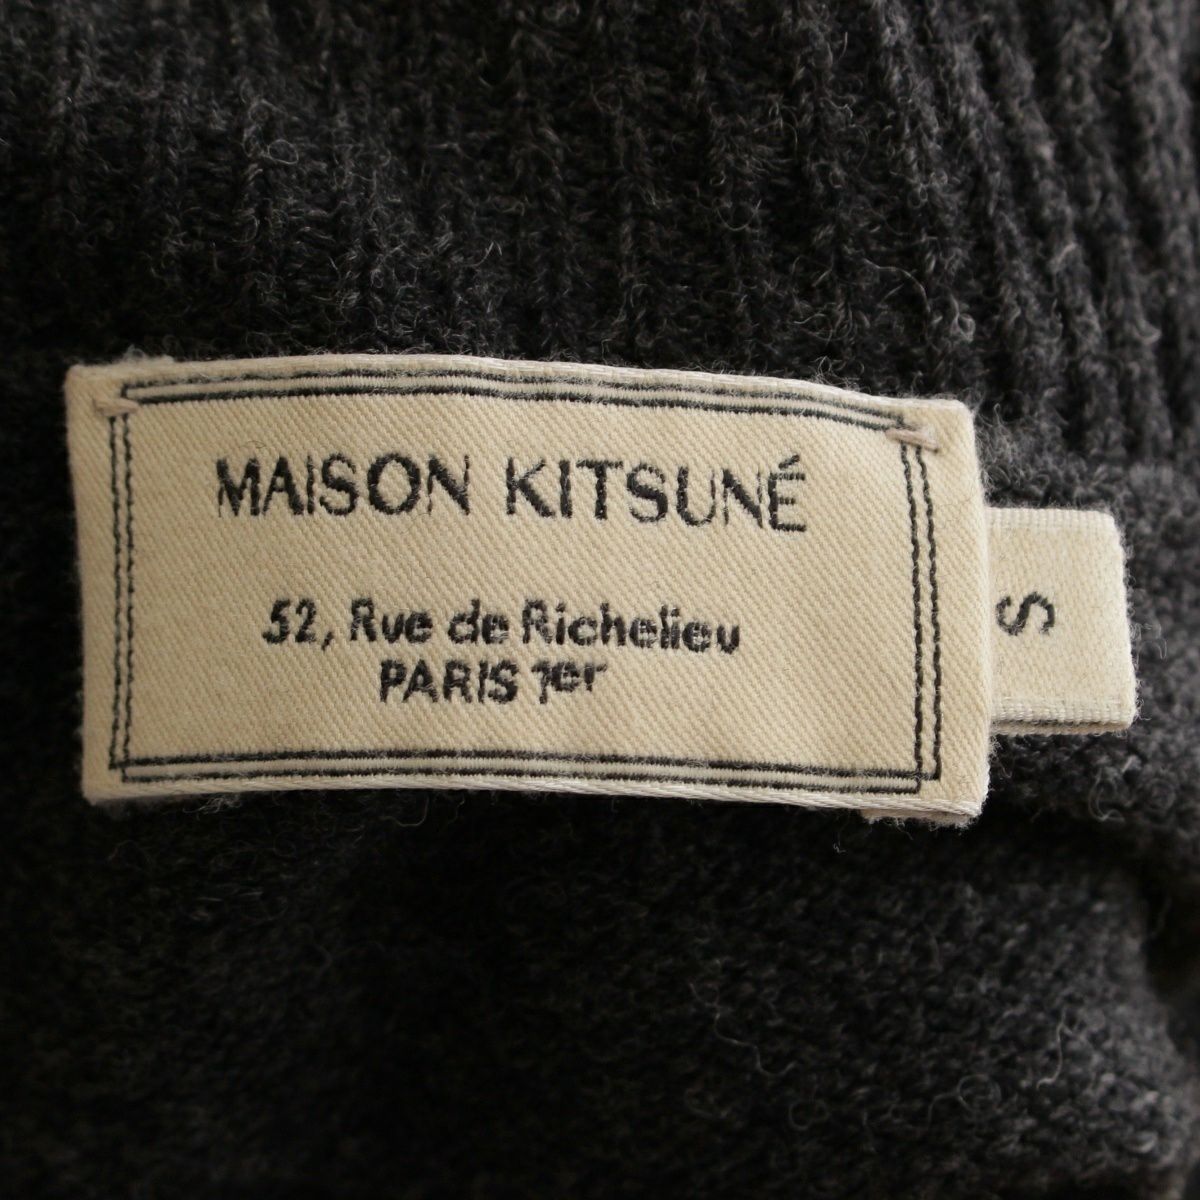 MAISON KITSUNÉ
52, Rue de Richelieu
PARIS 1er
S